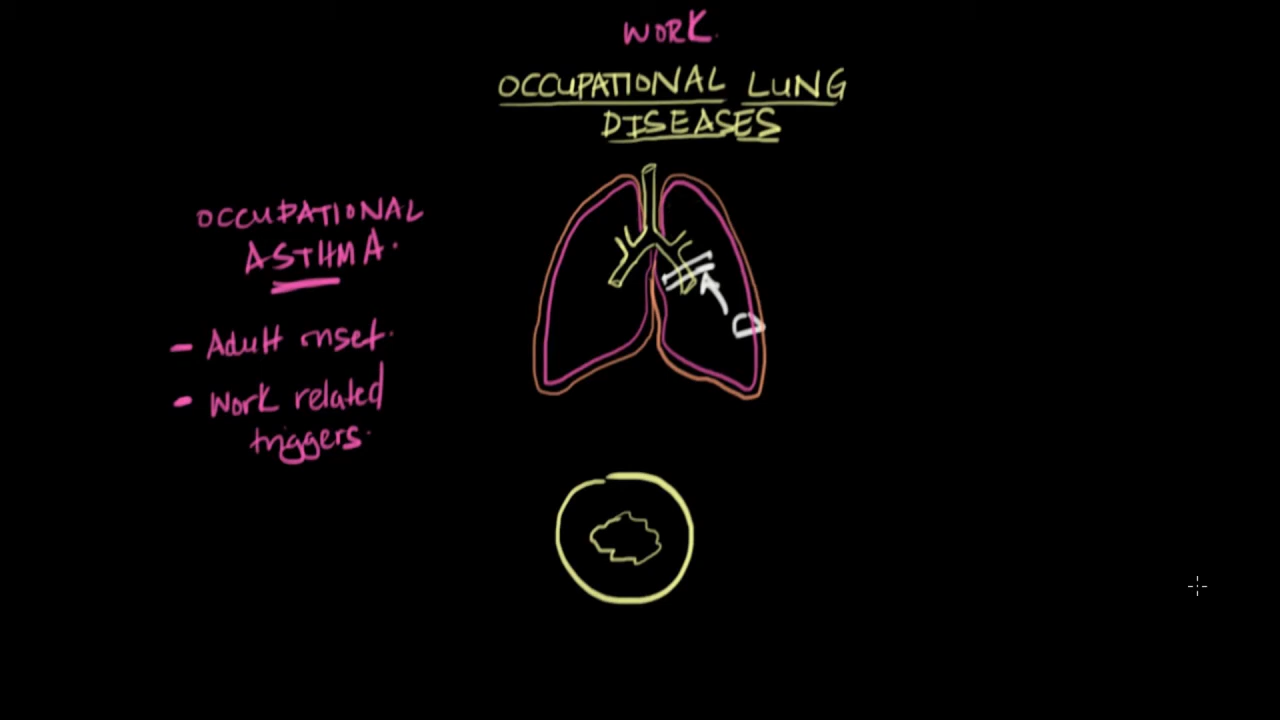 WORK.
OCCUPATIONAL LUNG
DISEASES
OCCUPATIONAL
ASTHMA.
- Adult onset.
- Work related
triggers.